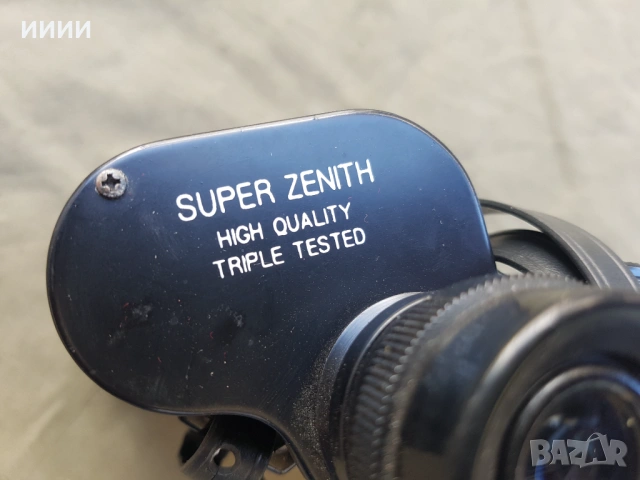 ИИИИ
SUPER ZENITH
HIGH QUALITY
TRIPLE TESTED
BAZAR